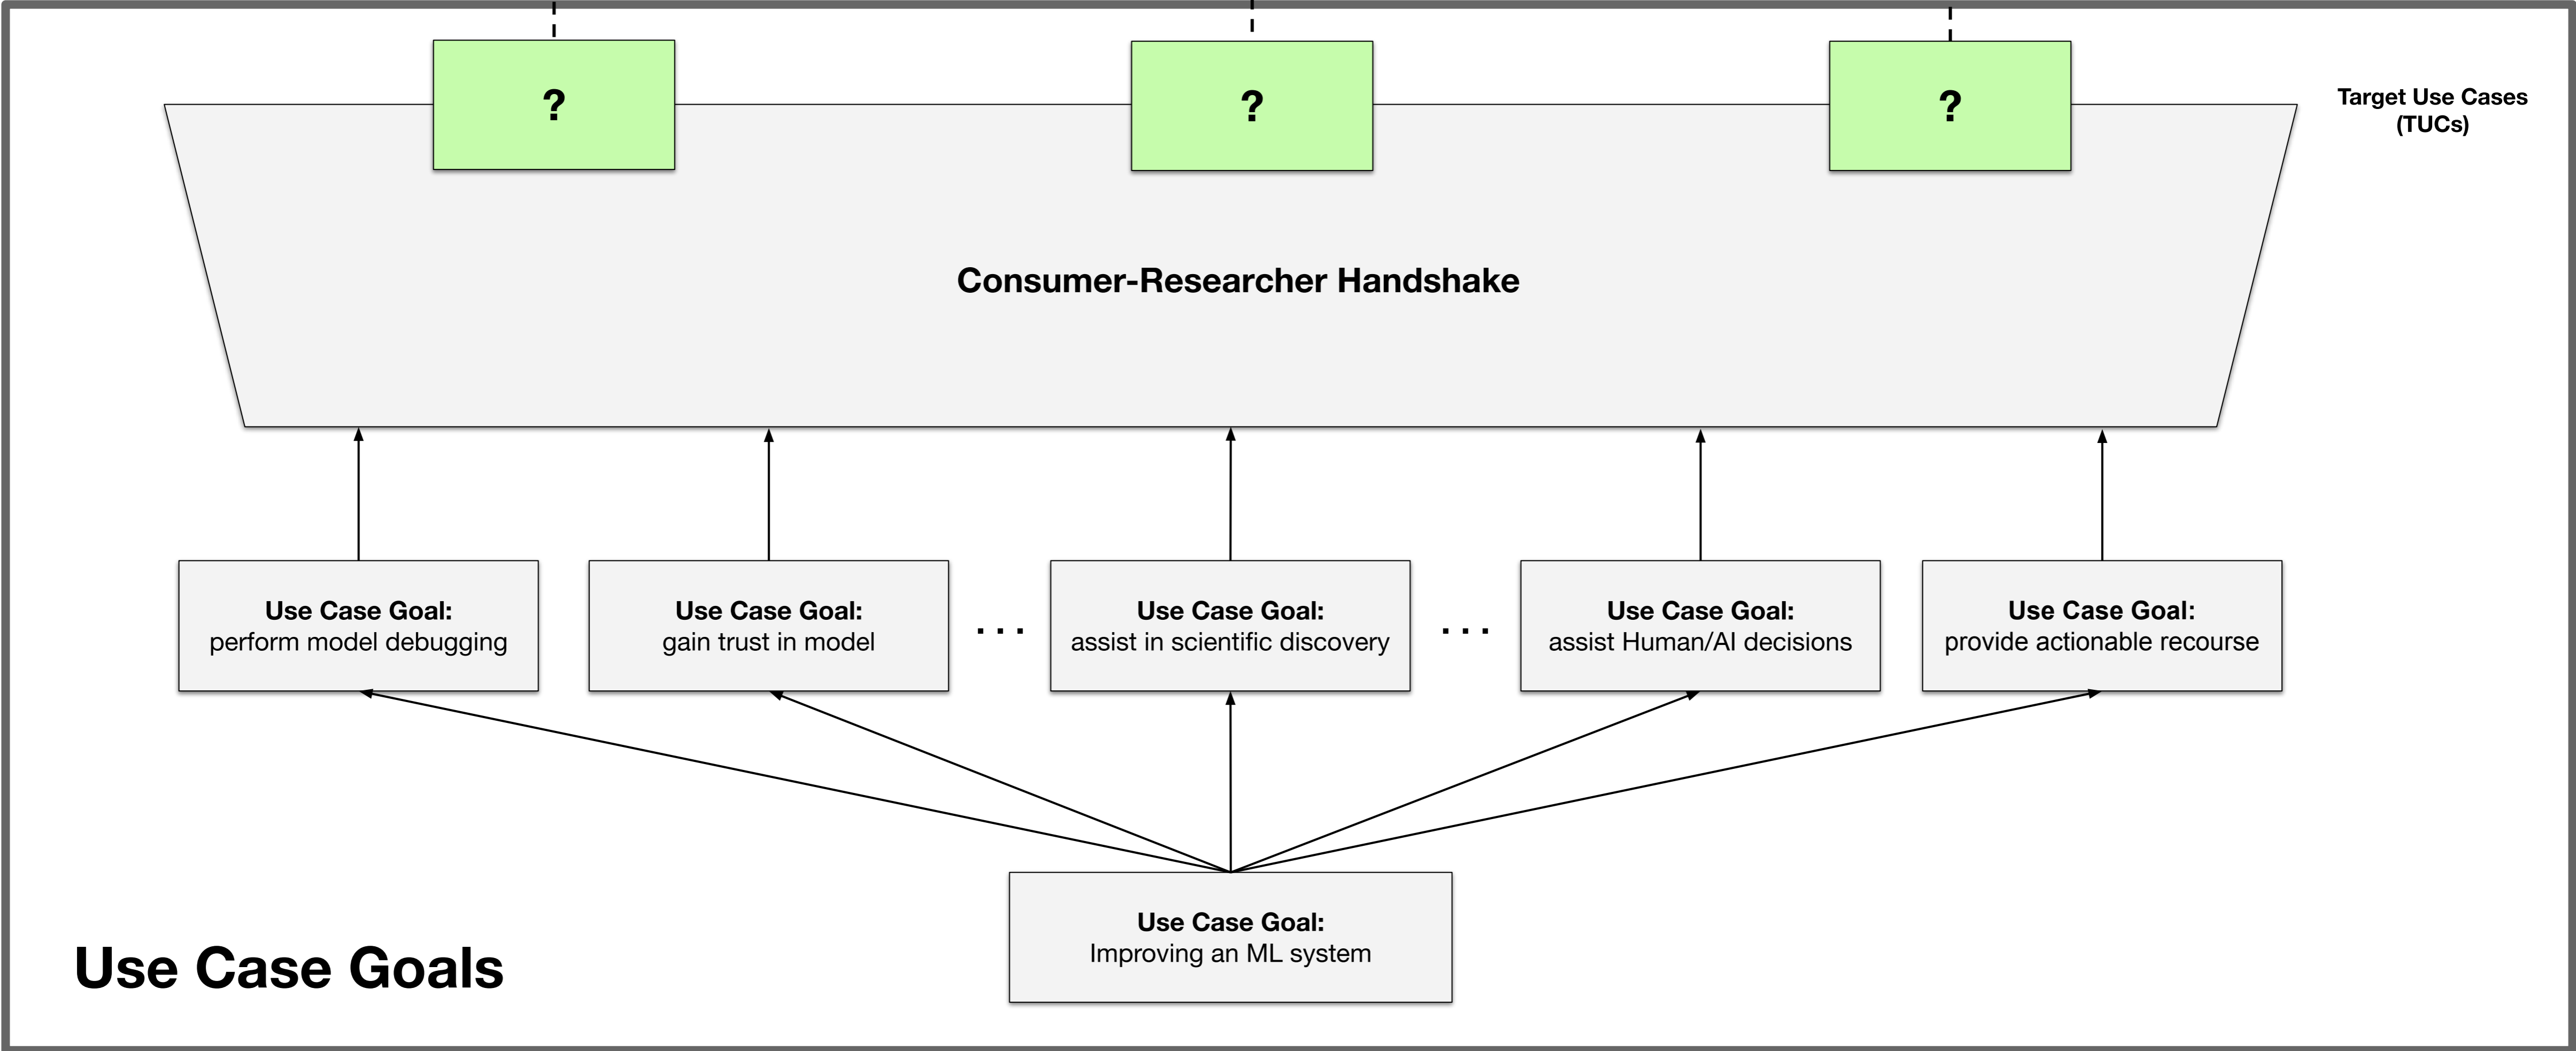 ?
?
?
Target Use Cases
(TUCs)
Consumer-Researcher Handshake
Use Case Goal:
perform model debugging
Use Case Goal:
gain trust in model
. . .
Use Case Goal:
assist in scientific discovery
. . .
Use Case Goal:
assist Human/AI decisions
Use Case Goal:
provide actionable recourse
Use Case Goal:
Improving an ML system
Use Case Goals